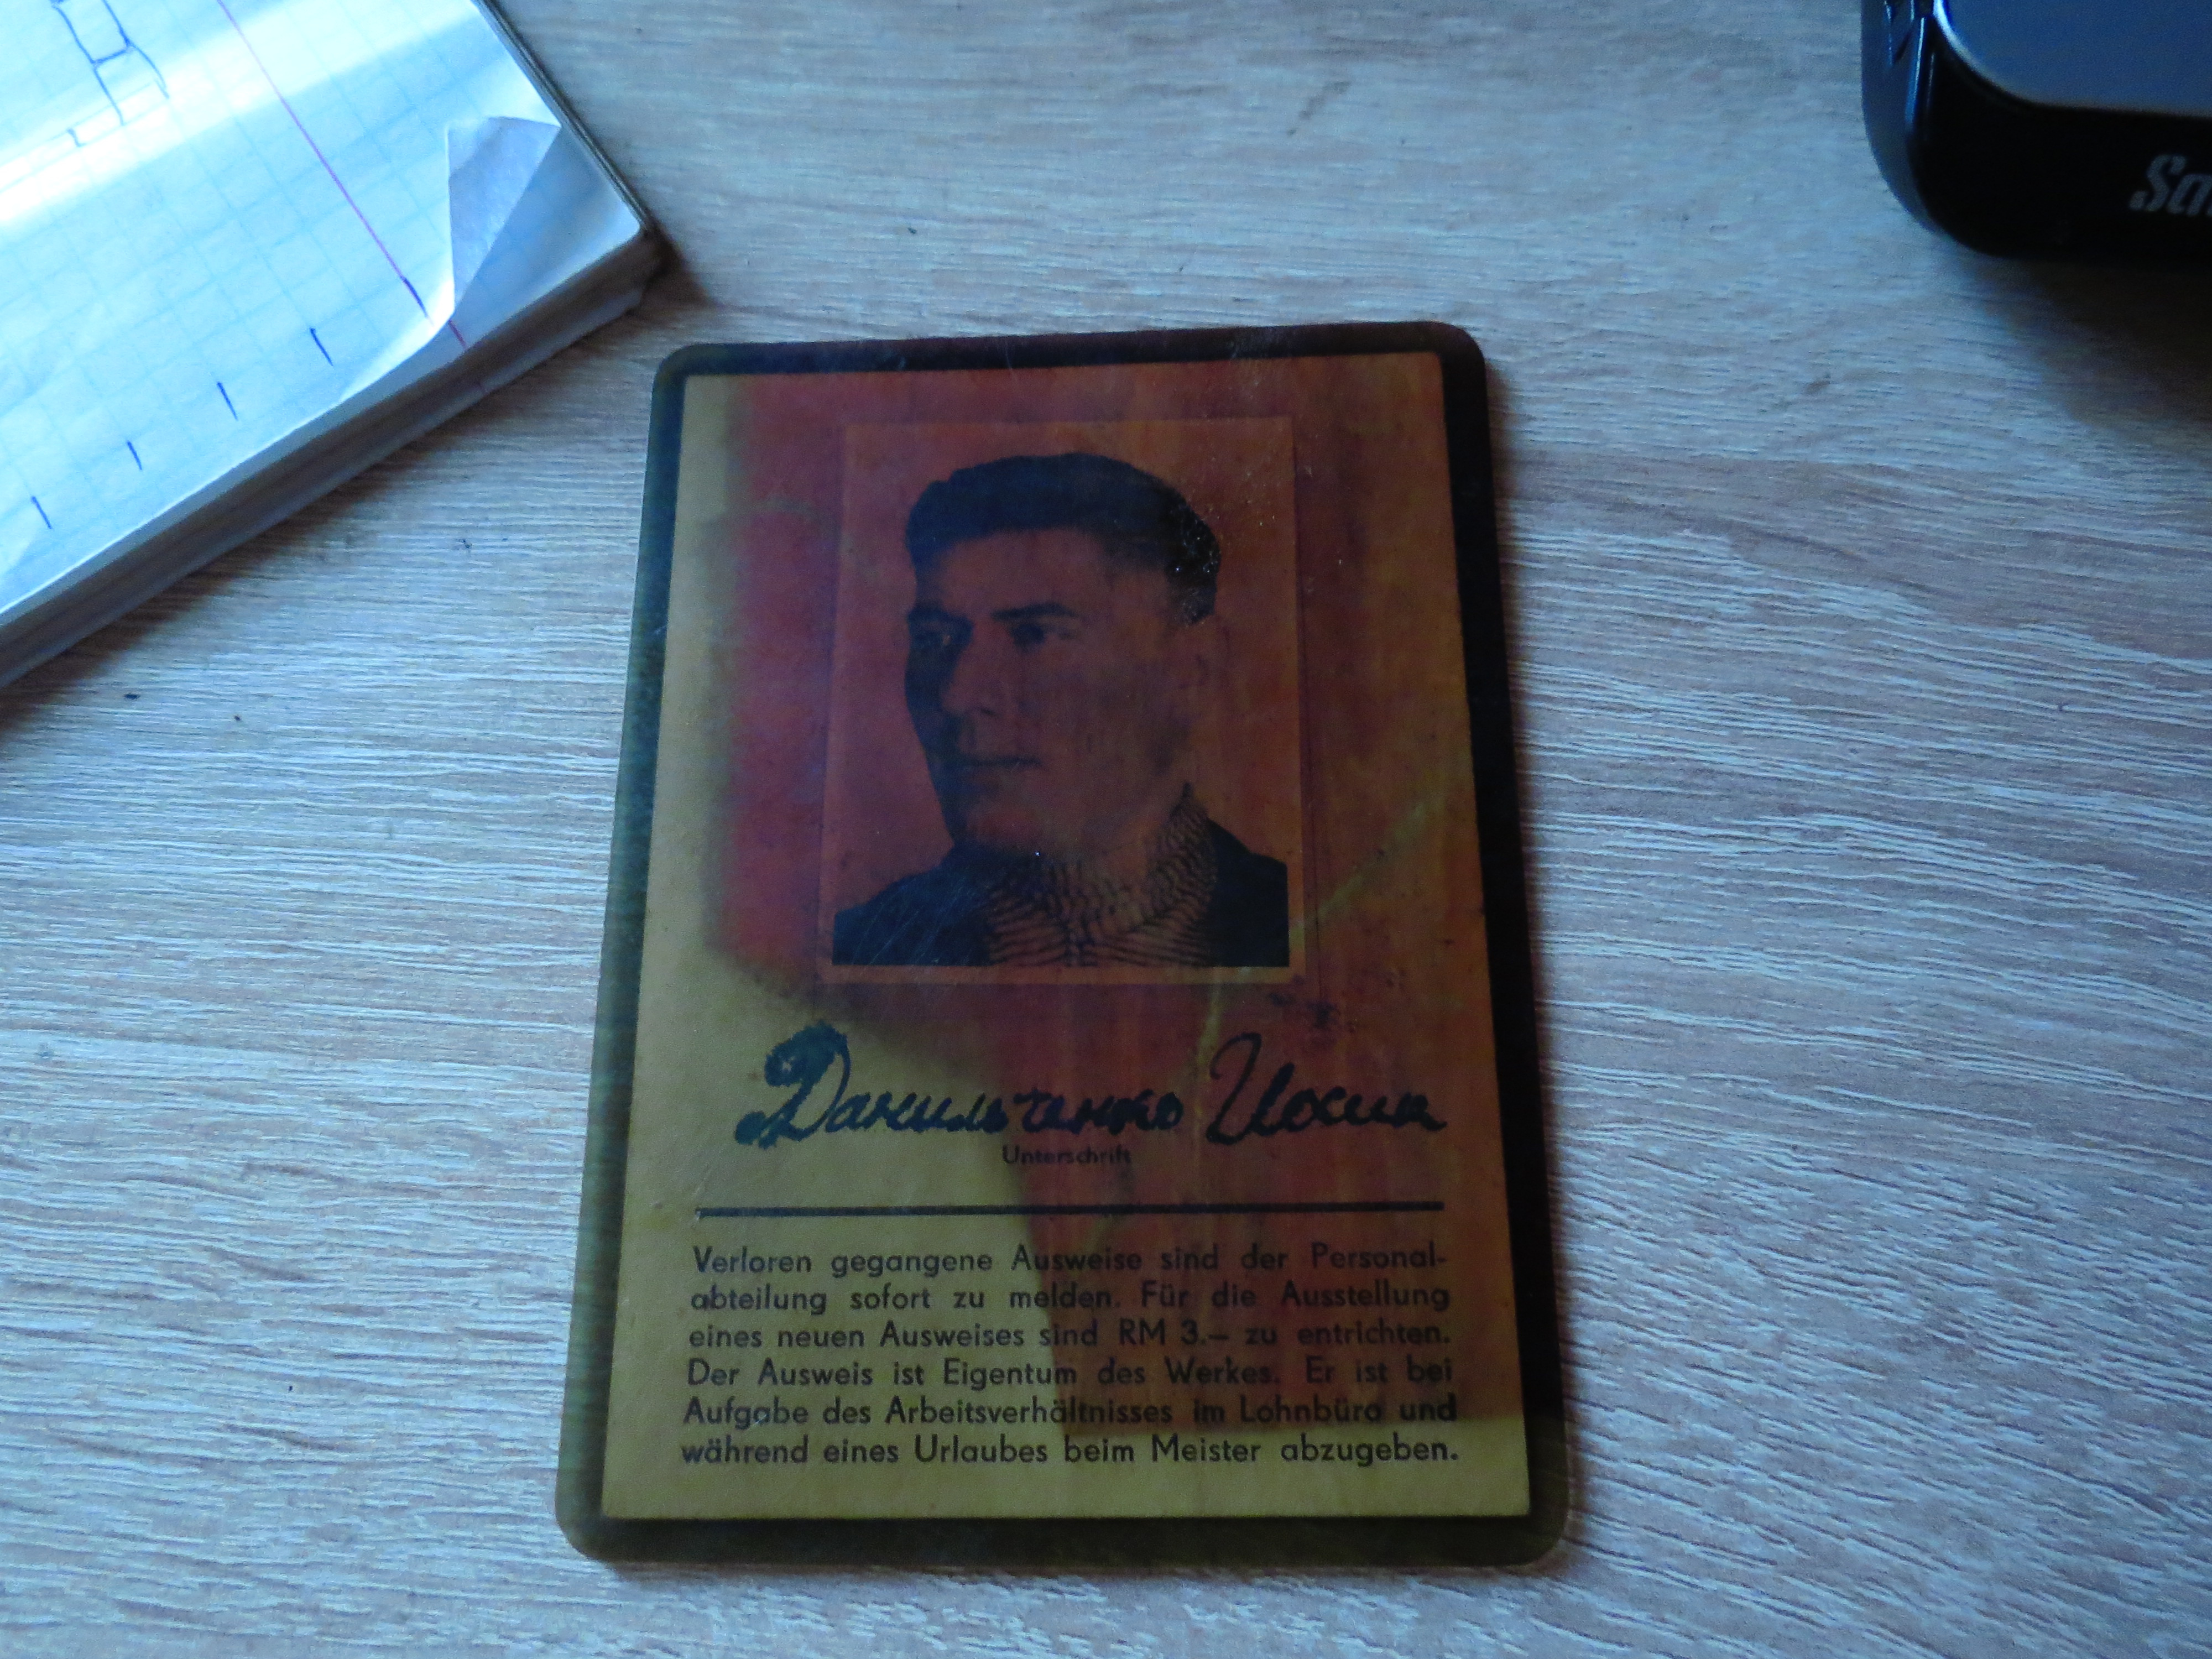 Данильченко Иосип
Unterschrift
Verloren gegangene Ausweise sind der Personal-
abteilung sofort zu melden. Für die Ausstellung
eines neuen Ausweises sind RM 3.— zu entrichten.
Der Ausweis ist Eigentum des Werkes. Er ist bei
Aufgabe des Arbeitsverhältnisses im Lohnbüro und
während eines Urlaubes beim Meister abzugeben.